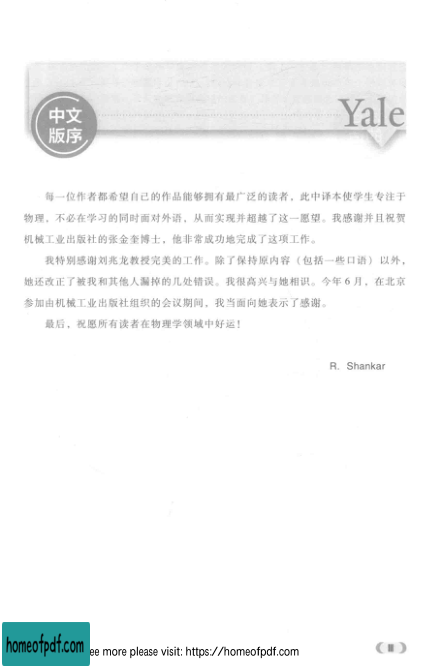 中文
版序
Yale
每一位作者都希望自己的作品能够拥有最广泛的读者，此中译本使学生专注于
物理，不必在学习的同时面对外语，从而实现并超越了这一愿望。我感谢并且祝贺
机械工业出版社的张金奎博士，他非常成功地完成了这项工作。
我特别感谢刘兆龙教授完美的工作。除了保持原内容（包括一些口语）以外，
她还改正了被我和其他人漏掉的几处错误。我很高兴与她相识。今年 6 月，在北京
参加由机械工业出版社组织的会议期间，我当面向她表示了感谢。
最后，祝愿所有读者在物理学领域中好运！
R. Shankar
homeofpdf.com
ee more please visit: https://homeofpdf.com